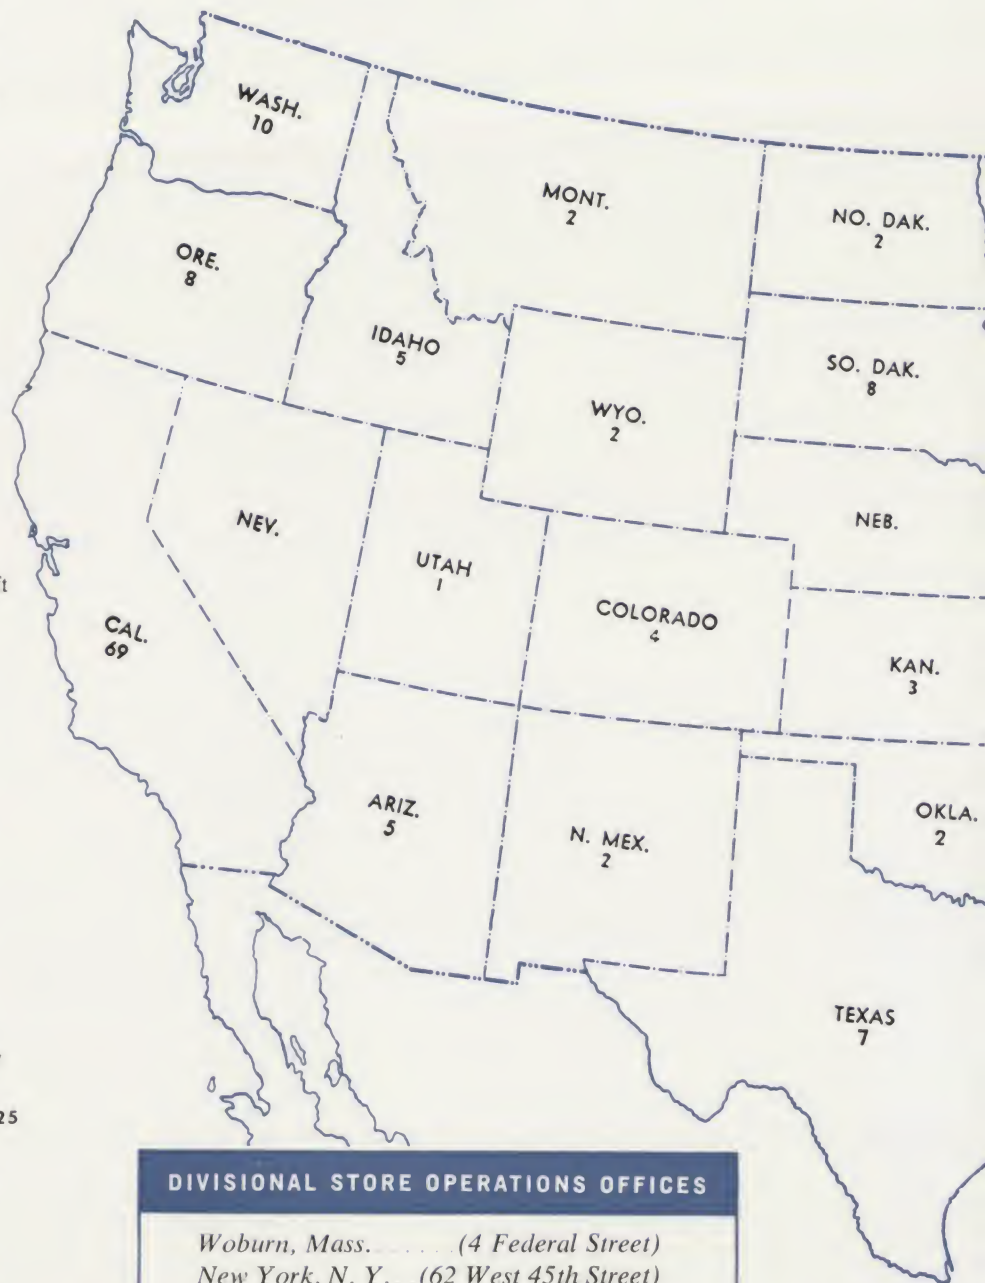 WASH.
10
MONT.
2
NO. DAK.
2
ORE.
8
IDAHO
5
SO. DAK.
8
WYO.
2
NEV.
NEB.
UTAH
1
COLORADO
4
CAL.
69
KAN.
3
ARIZ.
5
N. MEX.
2
OKLA.
2
TEXAS
7
25
DIVISIONAL STORE OPERATIONS OFFICES
Woburn, Mass. ....... (4 Federal Street)
New York, N. Y. (62 West 45th Street)